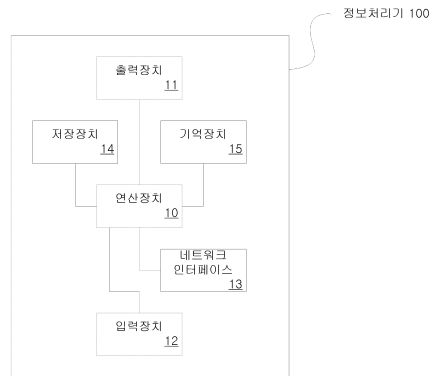 정보처리기 100
출력장치
11
저장장치
14
기억장치
15
연산장치
10
네트워크
인터페이스
13
입력장치
12